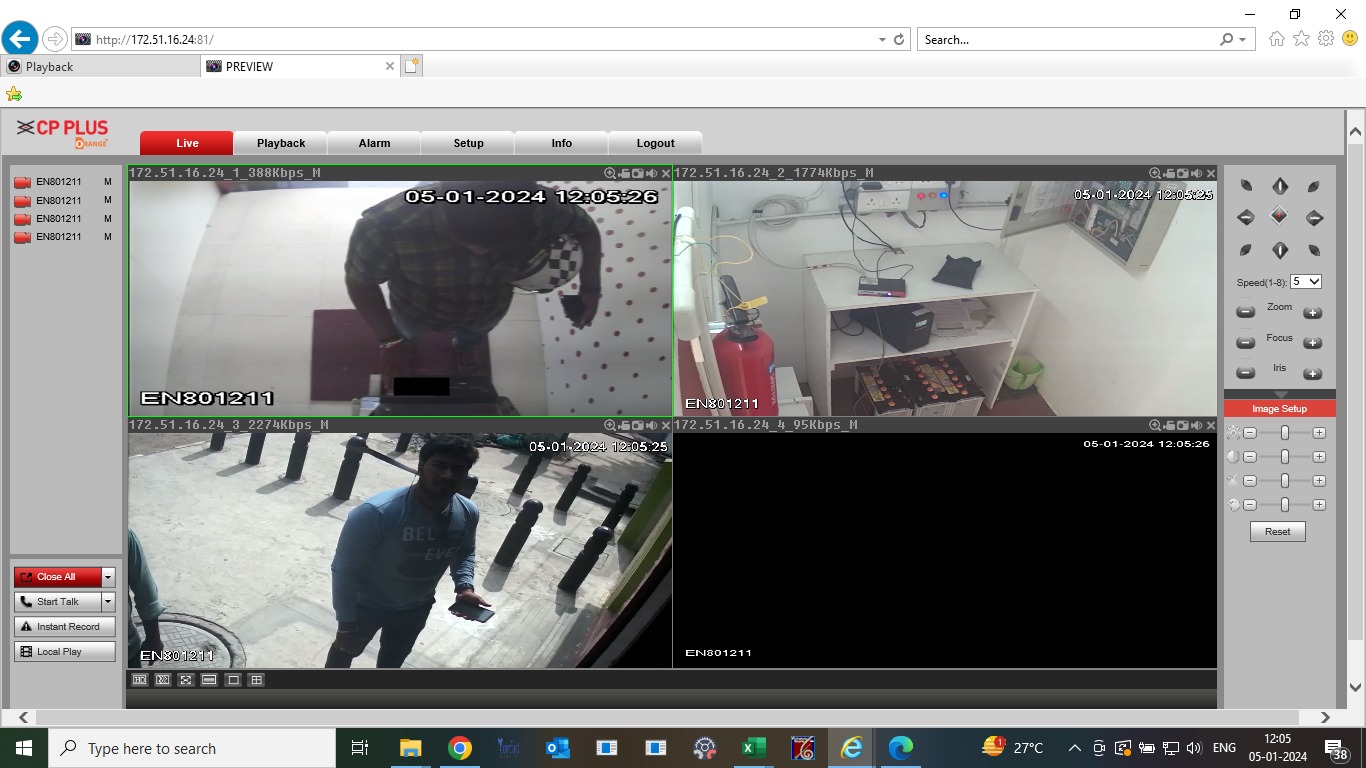 http://172.51.16.24:81/
Search...
Playback
PREVIEW
CP PLUS
ORANGE
Live
Playback
Alarm
Setup
Info
Logout
EN801211 M
EN801211 M
EN801211 M
EN801211 M
172.51.16.24_1_388Kbps_M
05-01-2024 12:05:26
EN801211
172.51.16.24_2_1774Kbps_M
05-01-2024 12:05:25
EN801211
172.51.16.24_3_2274Kbps_M
05-01-2024 12:05:25
BEL
EVE
EN801211
172.51.16.24_4_95Kbps_M
05-01-2024 12:05:26
EN801211
Speed(1-8): 5
Zoom
Focus
Iris
Image Setup
Reset
Close All
Start Talk
Instant Record
Local Play
Type here to search
27°C
ENG
12:05
05-01-2024
38
1